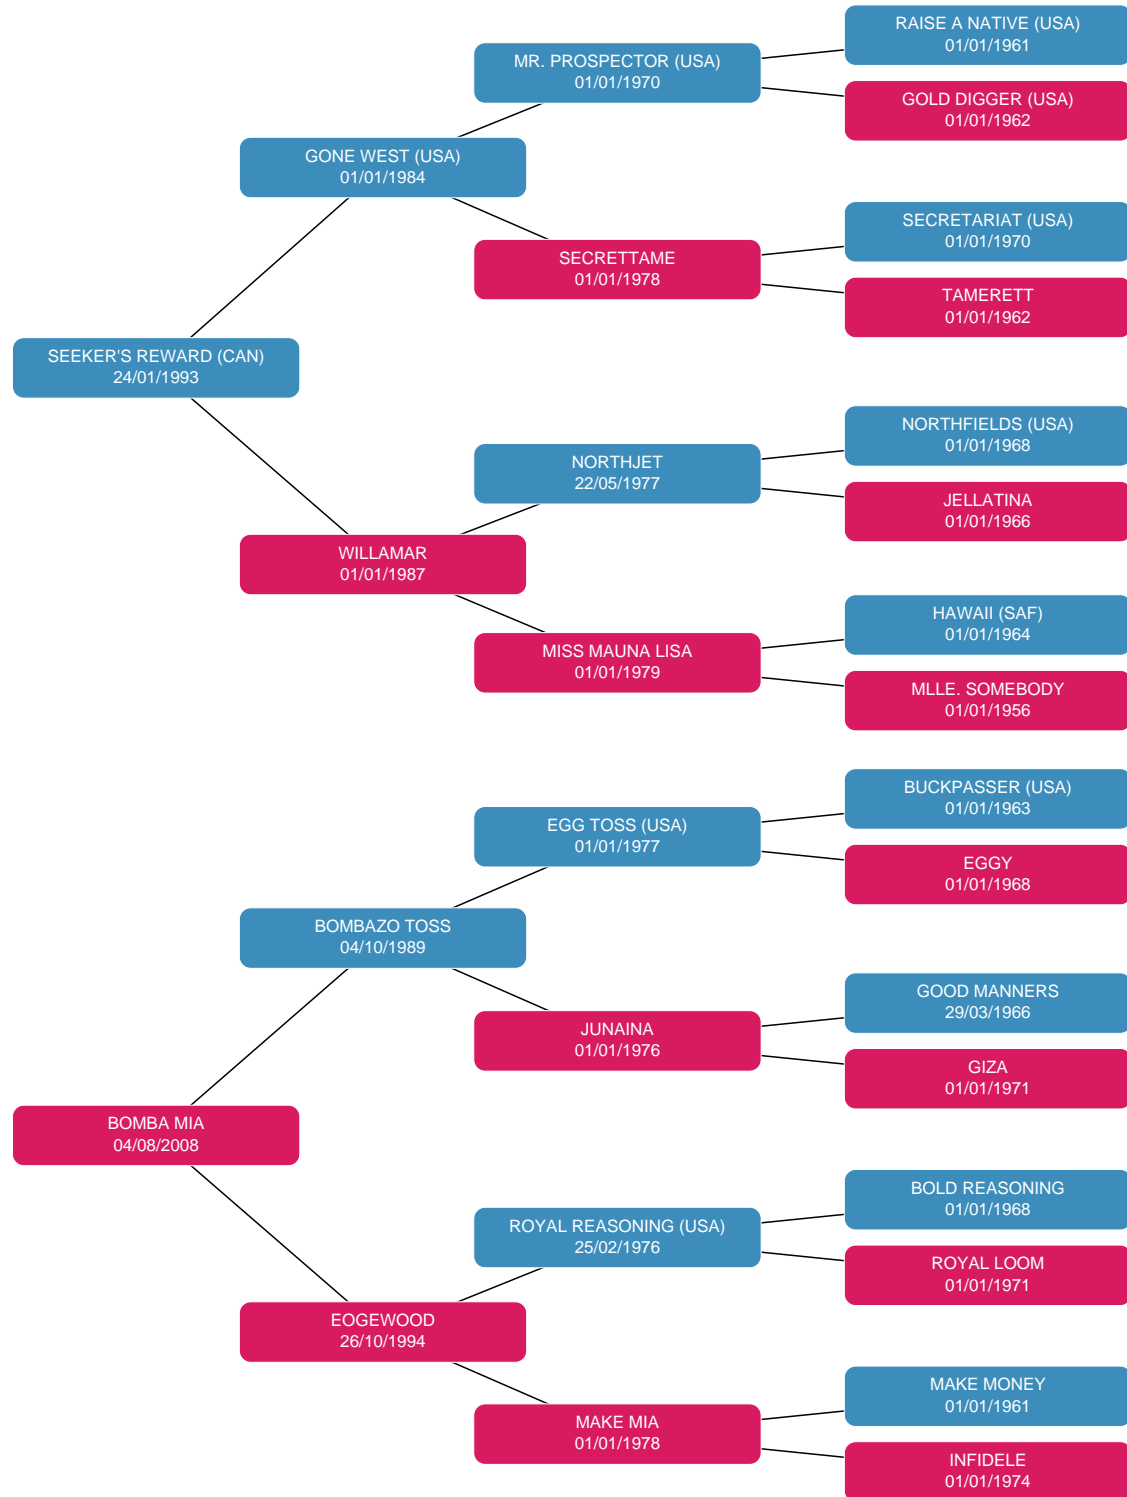 RAISE A NATIVE (USA)
01/01/1961
MR. PROSPECTOR (USA)
01/01/1970
GOLD DIGGER (USA)
01/01/1962
GONE WEST (USA)
01/01/1984
SECRETARIAT (USA)
01/01/1970
SECRETTAME
01/01/1978
TAMERETT
01/01/1962
SEEKER'S REWARD (CAN)
24/01/1993
NORTHFIELDS (USA)
01/01/1968
NORTHJET
22/05/1977
JELLATINA
01/01/1966
WILLAMAR
01/01/1987
HAWAII (SAF)
01/01/1964
MISS MAUNA LISA
01/01/1979
MLLE. SOMEBODY
01/01/1956
BUCKPASSER (USA)
01/01/1963
EGG TOSS (USA)
01/01/1977
EGGY
01/01/1968
BOMBAZO TOSS
04/10/1989
GOOD MANNERS
29/03/1966
JUNAINA
01/01/1976
GIZA
01/01/1971
BOMBA MIA
04/08/2008
BOLD REASONING
01/01/1968
ROYAL REASONING (USA)
25/02/1976
ROYAL LOOM
01/01/1971
EOGEWOOD
26/10/1994
MAKE MONEY
01/01/1961
MAKE MIA
01/01/1978
INFIDELE
01/01/1974